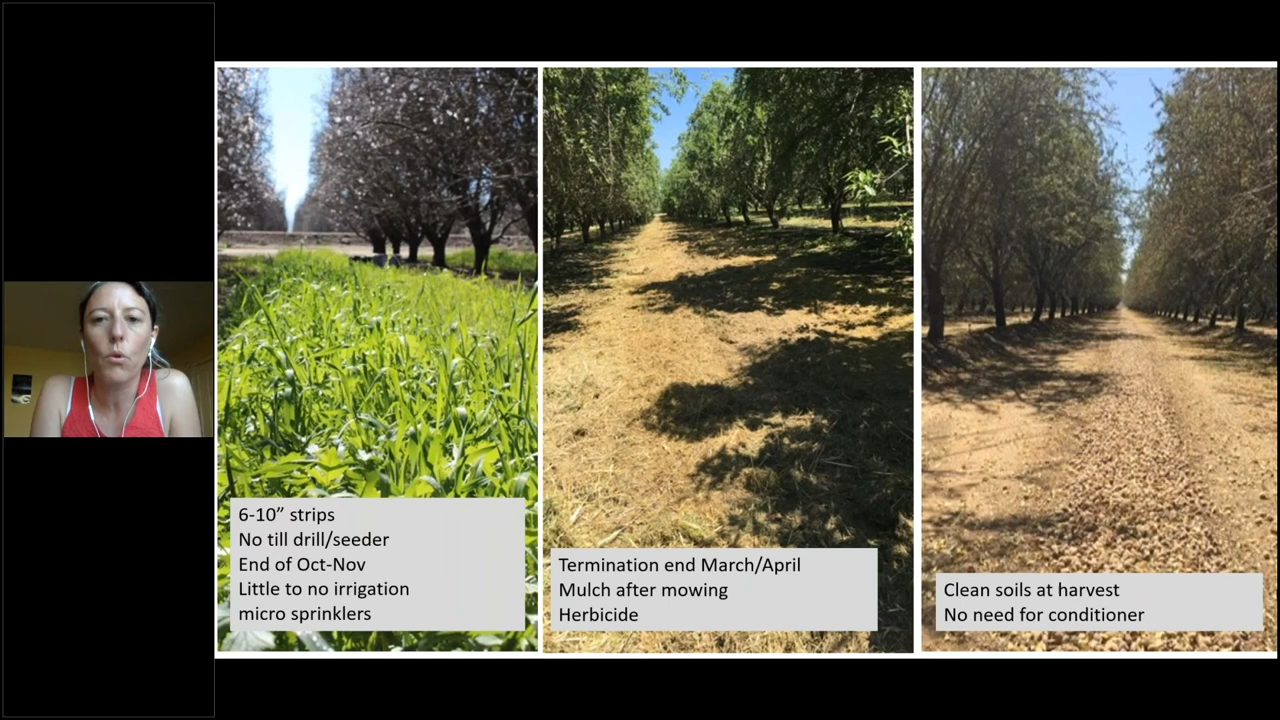 6-10” strips
No till drill/seeder
End of Oct-Nov
Little to no irrigation
micro sprinklers
Termination end March/April
Mulch after mowing
Herbicide
Clean soils at harvest
No need for conditioner